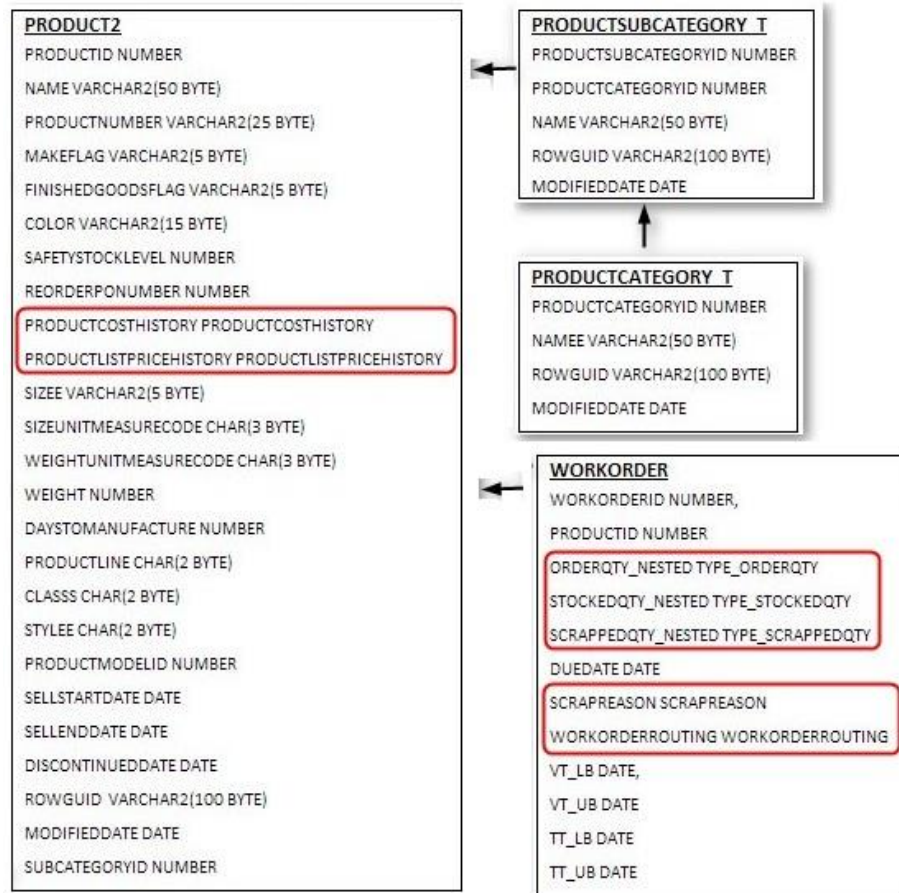 PRODUCT2
PRODUCTID NUMBER
NAME VARCHAR2(50 BYTE)
PRODUCTNUMBER VARCHAR2(25 BYTE)
MAKEFLAG VARCHAR2(5 BYTE)
FINISHEDGOODSFLAG VARCHAR2(5 BYTE)
COLOR VARCHAR2(15 BYTE)
SAFETYSTOCKLEVEL NUMBER
REORDERPONUMBER NUMBER
PRODUCTCOSTHISTORY PRODUCTCOSTHISTORY
PRODUCTLISTPRICEHISTORY PRODUCTLISTPRICEHISTORY
SIZEE VARCHAR2(5 BYTE)
SIZEUNITMEASURECODE CHAR(3 BYTE)
WEIGHTUNITMEASURECODE CHAR(3 BYTE)
WEIGHT NUMBER
DAYSTOMANUFACTURE NUMBER
PRODUCTLINE CHAR(2 BYTE)
CLASSS CHAR(2 BYTE)
STYLEE CHAR(2 BYTE)
PRODUCTMODELID NUMBER
SELLSTARTDATE DATE
SELLENDDATE DATE
DISCONTINUEDDATE DATE
ROWGUID VARCHAR2(100 BYTE)
MODIFIEDDATE DATE
SUBCATEGORYID NUMBER
PRODUCTSUBCATEGORY_T
PRODUCTSUBCATEGORYID NUMBER
PRODUCTCATEGORYID NUMBER
NAME VARCHAR2(50 BYTE)
ROWGUID VARCHAR2(100 BYTE)
MODIFIEDDATE DATE
PRODUCTCATEGORY_T
PRODUCTCATEGORYID NUMBER
NAMEE VARCHAR2(50 BYTE)
ROWGUID VARCHAR2(100 BYTE)
MODIFIEDDATE DATE
WORKORDER
WORKORDERID NUMBER,
PRODUCTID NUMBER
ORDERQTY_NESTED TYPE_ORDERQTY
STOCKEDQTY_NESTED TYPE_STOCKEDQTY
SCRAPPEDQTY_NESTED TYPE_SCRAPPEDQTY
DUEDATE DATE
SCRAPREASON SCRAPREASON
WORKORDERROUTING WORKORDERROUTING
VT_LB DATE,
VT_UB DATE
TT_LB DATE
TT_UB DATE